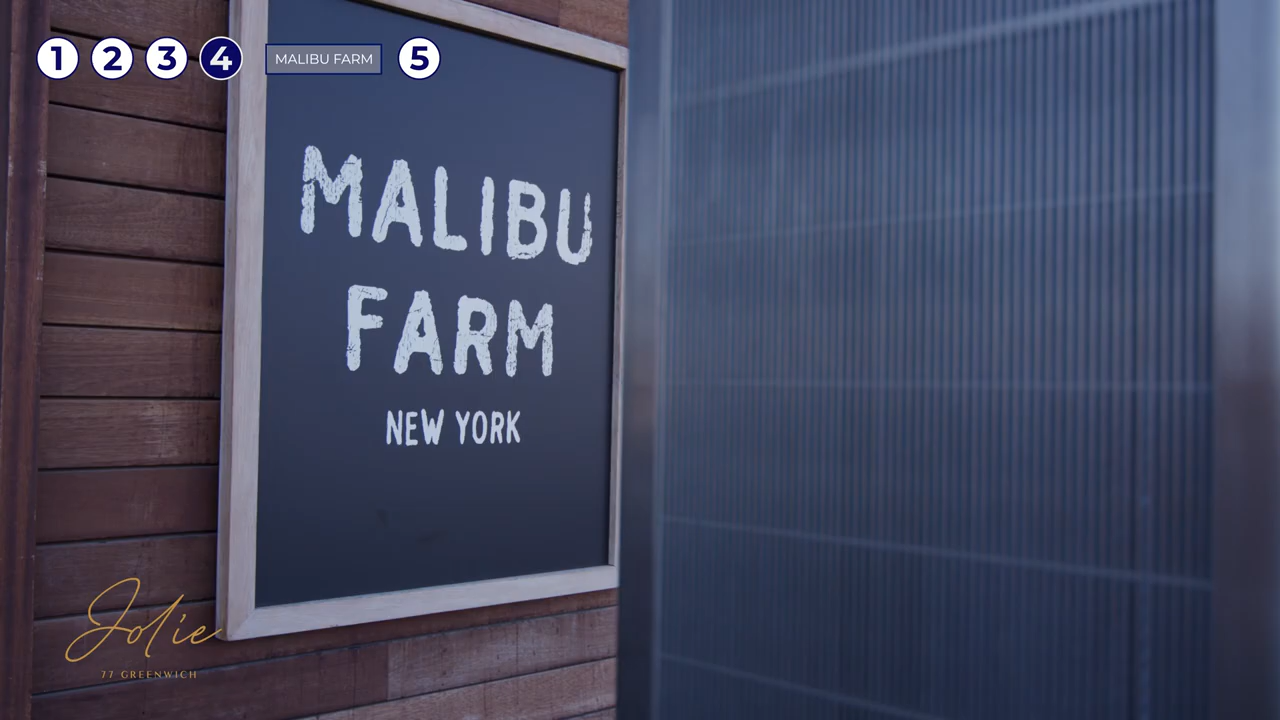 1 2 3 4 MALIBU FARM 5
MALIBU
FARM
NEW YORK
Jolie
77 GREENWICH